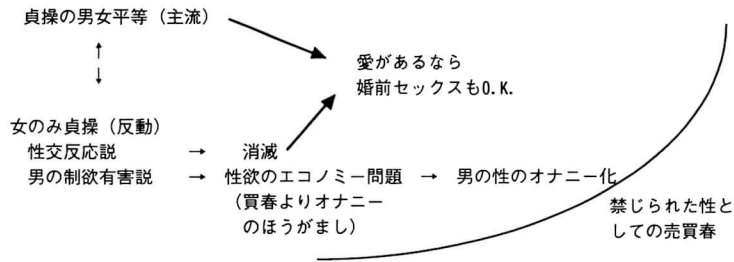 貞操の男女平等（主流）
↑
↓
愛があるなら
婚前セックスもO.K.
女のみ貞操（反動）
性交反応説 → 消滅
男の制欲有害説 → 性欲のエコノミー問題 → 男の性のオナニー化
（買春よりオナニー
のほうがまし）
禁じられた性と
しての売買春